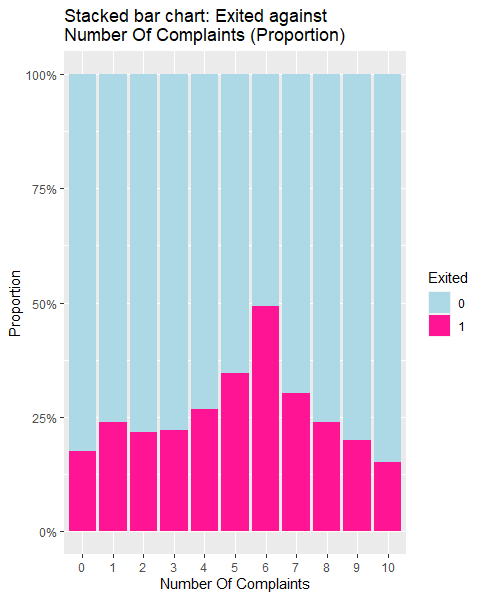 Stacked bar chart: Exited against
Number Of Complaints (Proportion)
100%
75%
50%
25%
0%
Proportion
0 1 2 3 4 5 6 7 8 9 10
Number Of Complaints
Exited
0
1